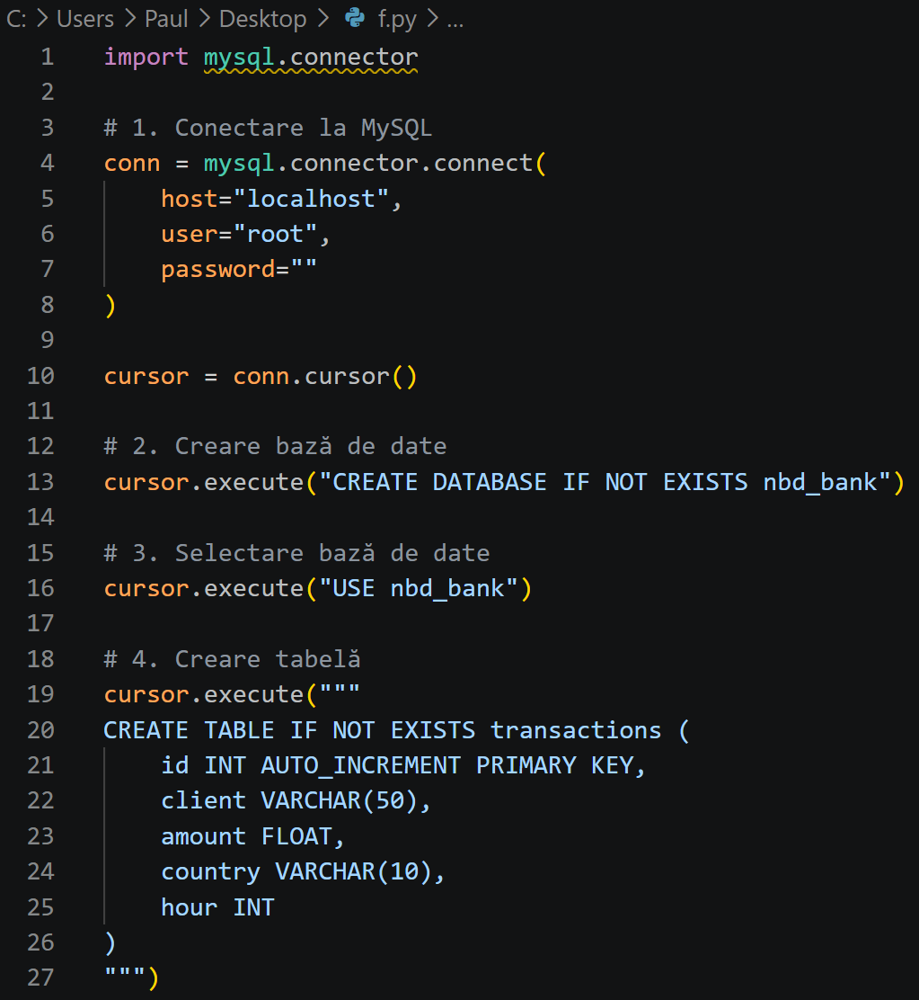 C: > Users > Paul > Desktop > f.py > ...
1 import mysql.connector
2
3 # 1. Conectare la MySQL
4 conn = mysql.connector.connect(
5     host="localhost",
6     user="root",
7     password=""
8 )
9
10 cursor = conn.cursor()
11
12 # 2. Creare bază de date
13 cursor.execute("CREATE DATABASE IF NOT EXISTS nbd_bank")
14
15 # 3. Selectare bază de date
16 cursor.execute("USE nbd_bank")
17
18 # 4. Creare tabelă
19 cursor.execute("""
20 CREATE TABLE IF NOT EXISTS transactions (
21     id INT AUTO_INCREMENT PRIMARY KEY,
22     client VARCHAR(50),
23     amount FLOAT,
24     country VARCHAR(10),
25     hour INT
26 )
27 """)